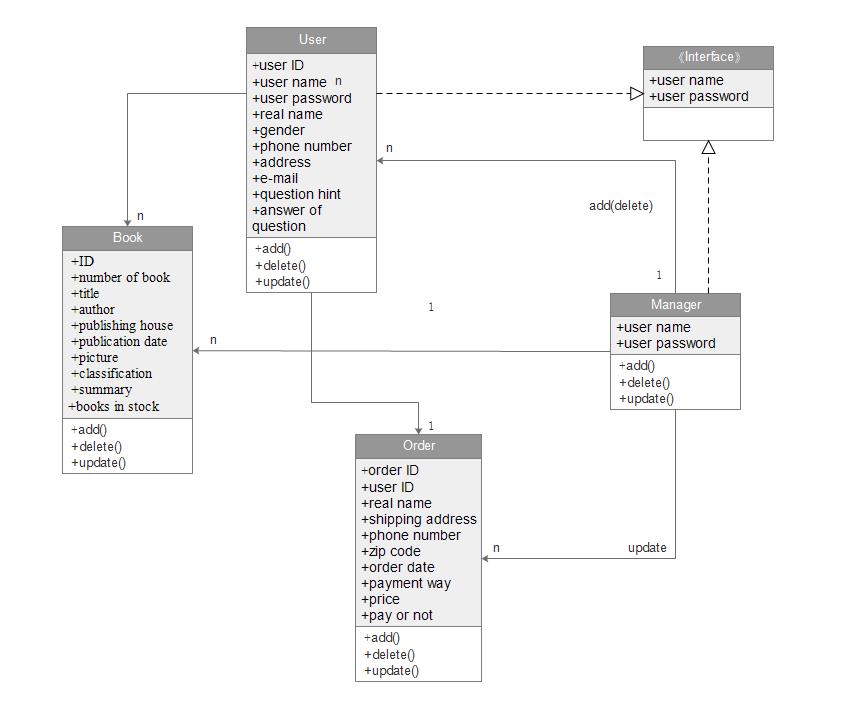 User
+user ID
+user name n
+user password
+real name
+gender
+phone number
+address
+e-mail
+question hint
+answer of
question
+add()
+delete()
+update()
《Interface》
+user name
+user password
n
add(delete)
1
n
Book
+ID
+number of book
+title
+author
+publishing house
+publication date
+picture
+classification
+summary
+books in stock
+add()
+delete()
+update()
1
n
Manager
+user name
+user password
+add()
+delete()
+update()
1
Order
+order ID
+user ID
+real name
+shipping address
+phone number
+zip code
+order date
+payment way
+price
+pay or not
+add()
+delete()
+update()
n
update